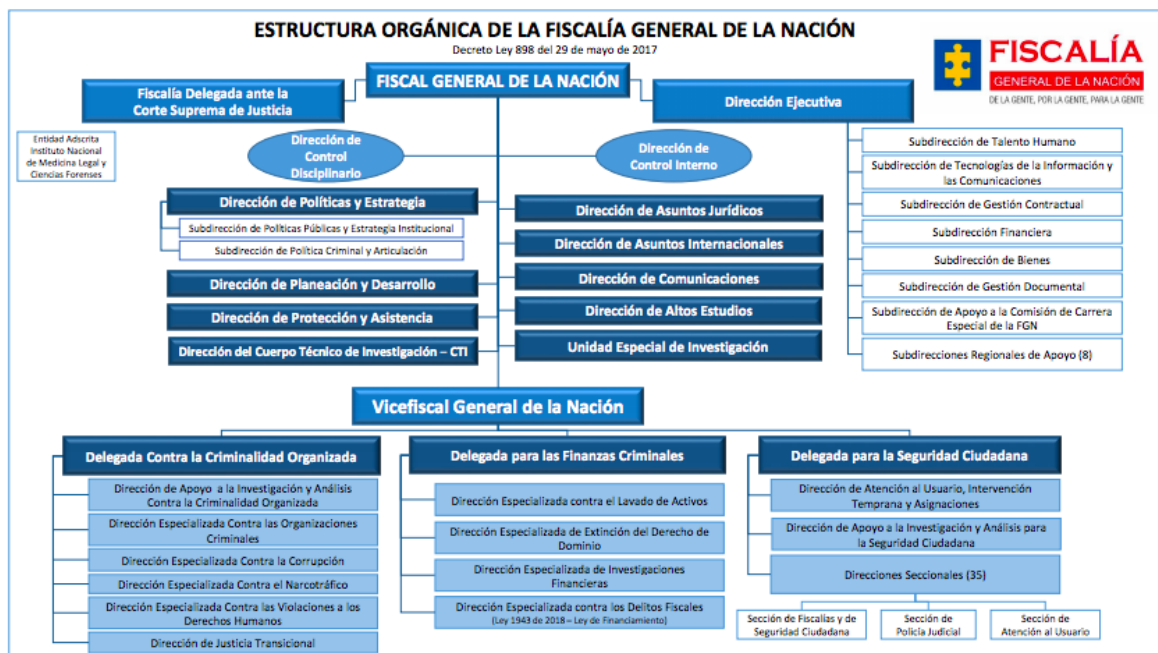 ESTRUCTURA ORGÁNICA DE LA FISCALÍA GENERAL DE LA NACIÓN
Decreto Ley 898 del 29 de mayo de 2017
FISCALÍA
GENERAL DE LA NACIÓN
DE LA GENTE, POR LA GENTE, PARA LA GENTE
FISCAL GENERAL DE LA NACIÓN
Fiscalía Delegada ante la
Corte Suprema de Justicia
Dirección Ejecutiva
Entidad Adscrita
Instituto Nacional
de Medicina Legal y
Ciencias Forenses
Dirección de
Control
Disciplinario
Dirección de
Control Interno
Subdirección de Talento Humano
Subdirección de Tecnologías de la Información y
las Comunicaciones
Subdirección de Gestión Contractual
Subdirección Financiera
Subdirección de Bienes
Subdirección de Gestión Documental
Subdirección de Apoyo a la Comisión de Carrera
Especial de la FGN
Subdirecciones Regionales de Apoyo (8)
Dirección de Políticas y Estrategia
Subdirección de Políticas Públicas y Estrategia Institucional
Subdirección de Política Criminal y Articulación
Dirección de Planeación y Desarrollo
Dirección de Protección y Asistencia
Dirección del Cuerpo Técnico de Investigación – CTI
Dirección de Asuntos Jurídicos
Dirección de Asuntos Internacionales
Dirección de Comunicaciones
Dirección de Altos Estudios
Unidad Especial de Investigación
Vicefiscal General de la Nación
Delegada Contra la Criminalidad Organizada
Dirección de Apoyo a la Investigación y Análisis
Contra la Criminalidad Organizada
Dirección Especializada Contra las Organizaciones
Criminales
Dirección Especializada Contra la Corrupción
Dirección Especializada Contra el Narcotráfico
Dirección Especializada Contra las Violaciones a los
Derechos Humanos
Dirección de Justicia Transicional
Delegada para las Finanzas Criminales
Dirección Especializada contra el Lavado de Activos
Dirección Especializada de Extinción del Derecho de
Dominio
Dirección Especializada de Investigaciones
Financieras
Dirección Especializada contra los Delitos Fiscales
(Ley 1943 de 2018 – Ley de Financiamiento)
Delegada para la Seguridad Ciudadana
Dirección de Atención al Usuario, Intervención
Temprana y Asignaciones
Dirección de Apoyo a la Investigación y Análisis para
la Seguridad Ciudadana
Direcciones Seccionales (35)
Sección de Fiscalías y de
Seguridad Ciudadana
Sección de
Policía Judicial
Sección de
Atención al Usuario